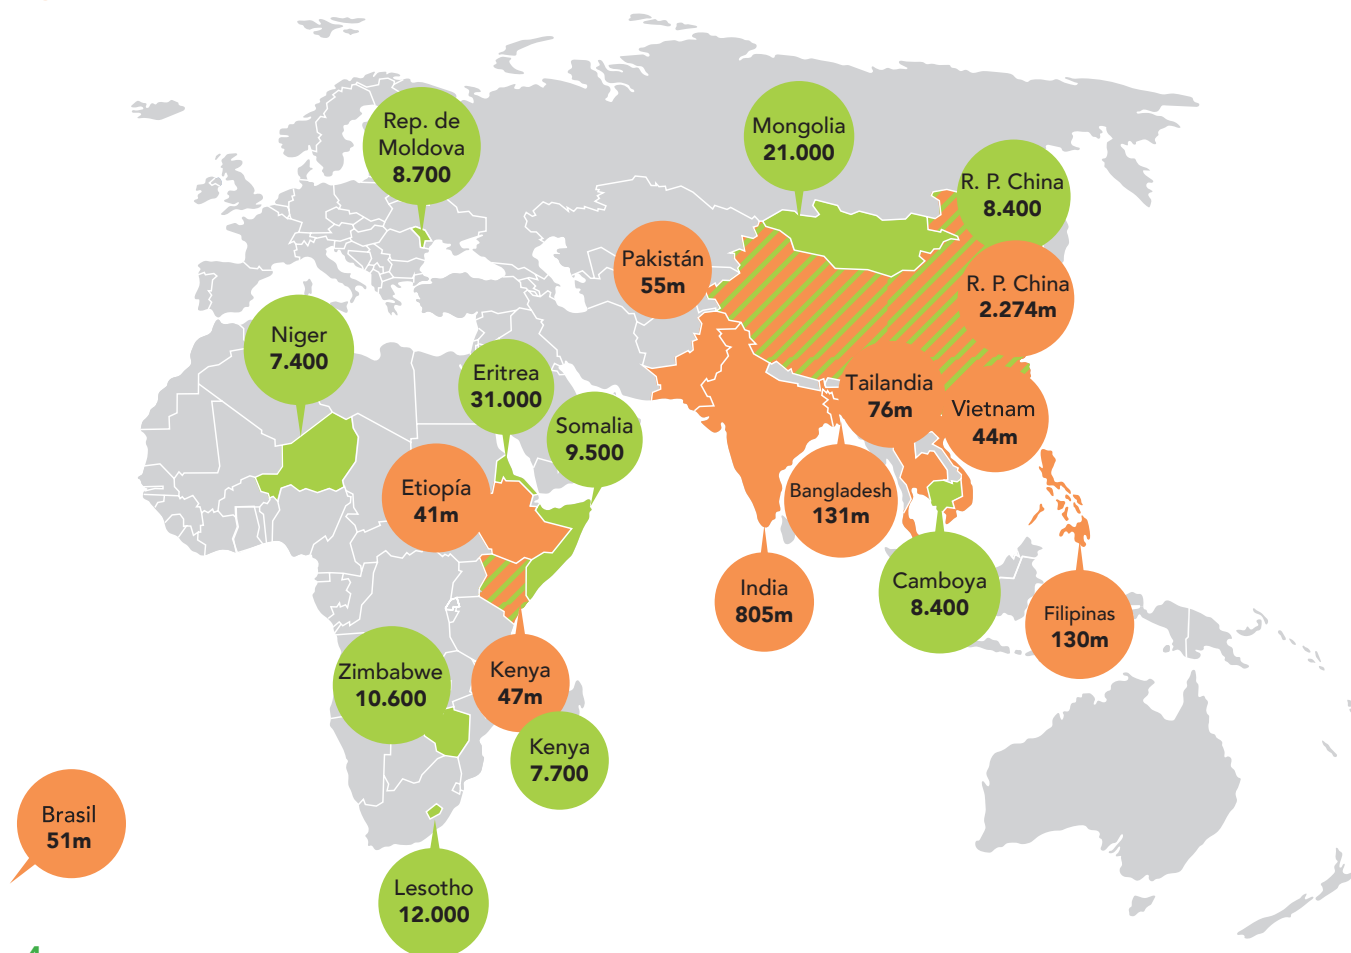 Rep. de
Moldova
8.700
Mongolia
21.000
R. P. China
8.400
Pakistán
55m
R. P. China
2.274m
Niger
7.400
Eritrea
31.000
Somalia
9.500
Tailandia
76m
Vietnam
44m
Etiopía
41m
Bangladesh
131m
India
805m
Camboya
8.400
Filipinas
130m
Zimbabwe
10.600
Kenya
47m
Kenya
7.700
Brasil
51m
Lesotho
12.000